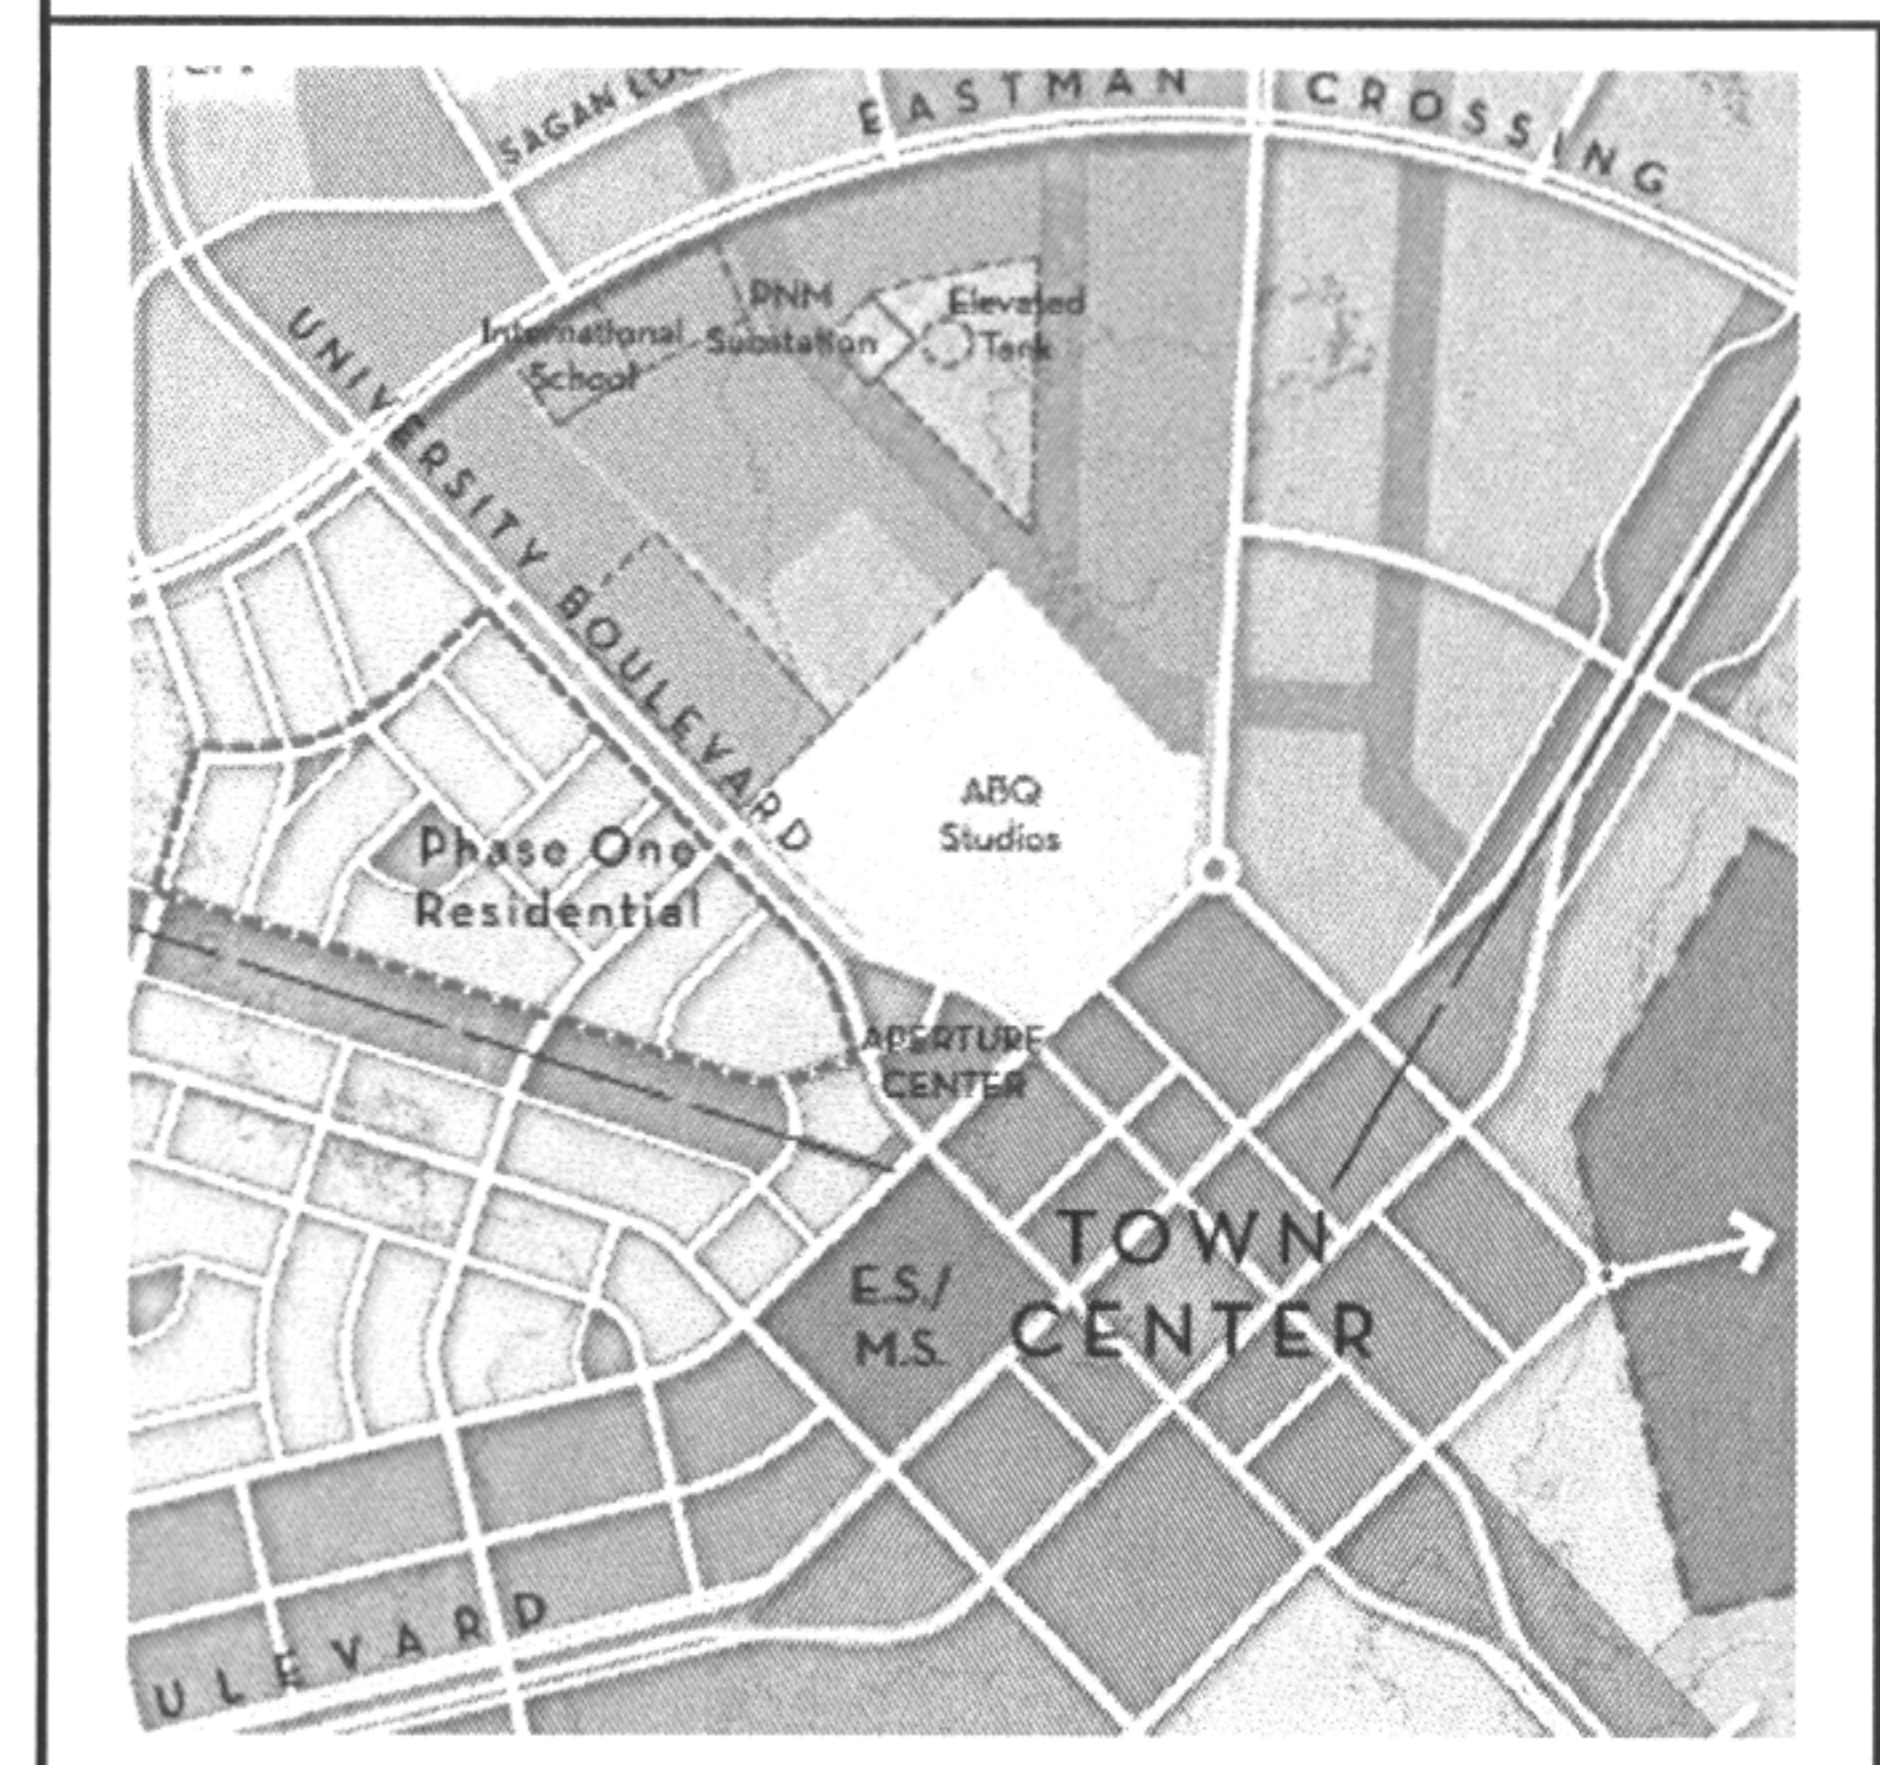 SAGAN
EASTMAN CROSSING
PNM
Substation
Elevated
Tank
International
School
UNIVERSITY BOULEVARD
ABQ
Studios
Phase One
Residential
APERTURE
CENTER
TOWN
CENTER
E.S./
M.S.
ULEVARD